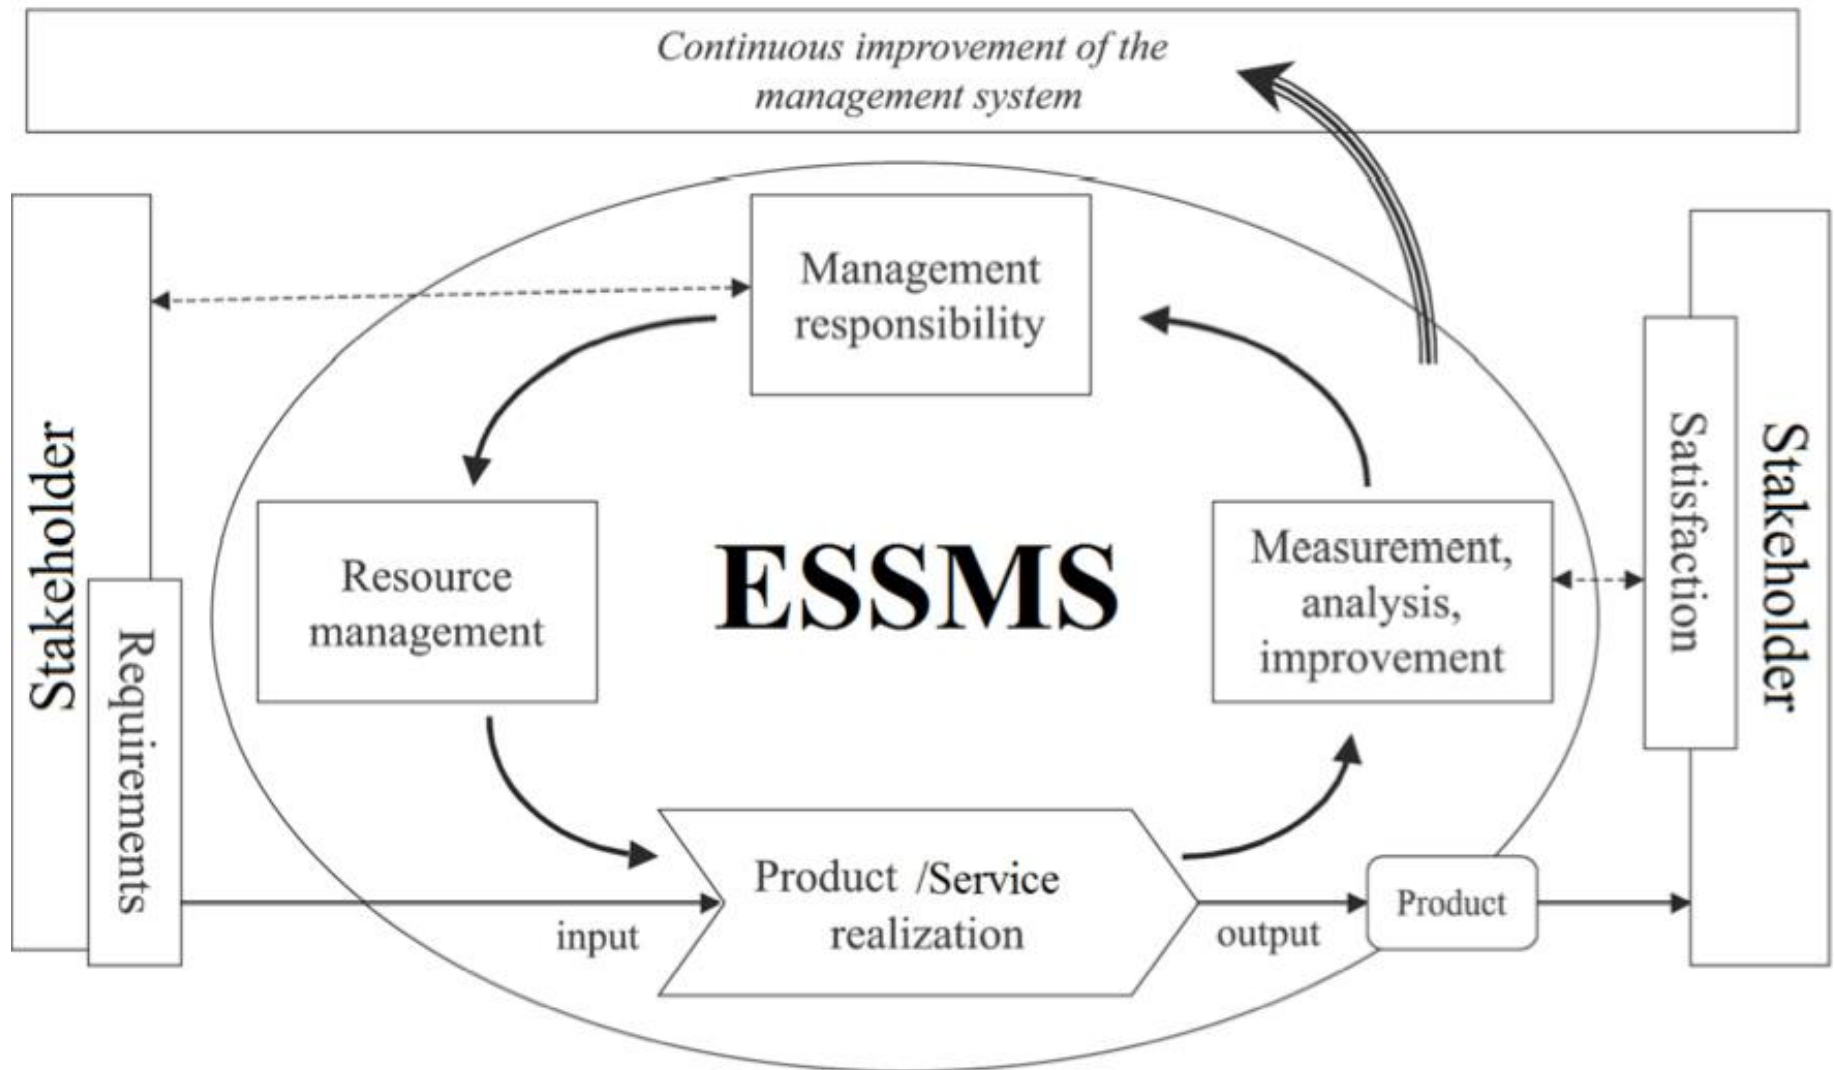 Continuous improvement of the
management system
Management
responsibility
Stakeholder
Requirements
Resource
management
ESSMS
Measurement,
analysis,
improvement
Satisfaction
Stakeholder
Product /Service
realization
input
output
Product